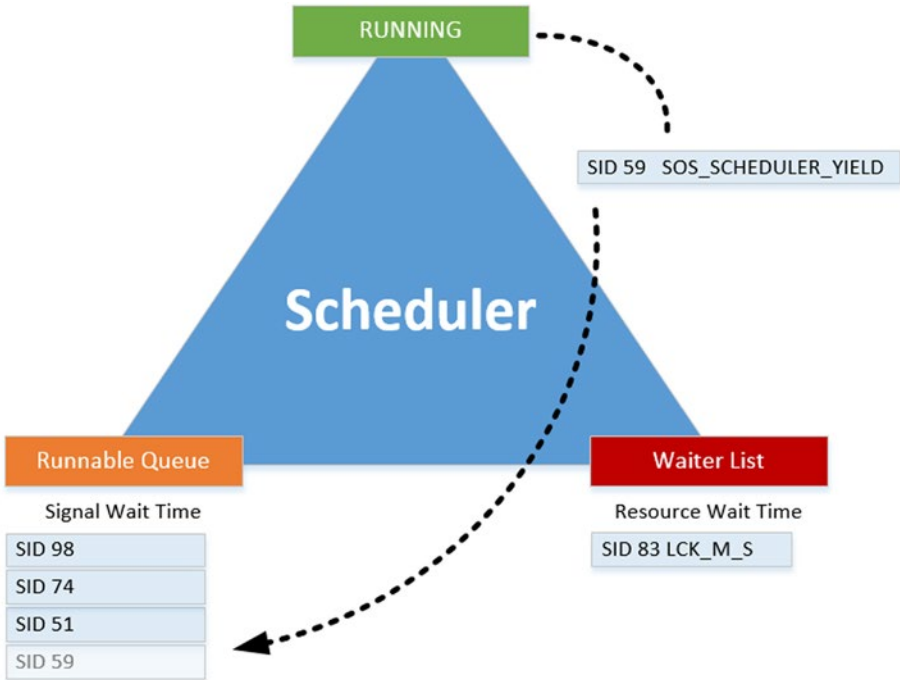 RUNNING
SID 59 SOS_SCHEDULER_YIELD
Scheduler
Runnable Queue
Waiter List
Signal Wait Time
Resource Wait Time
SID 98
SID 83 LCK_M_S
SID 74
SID 51
SID 59